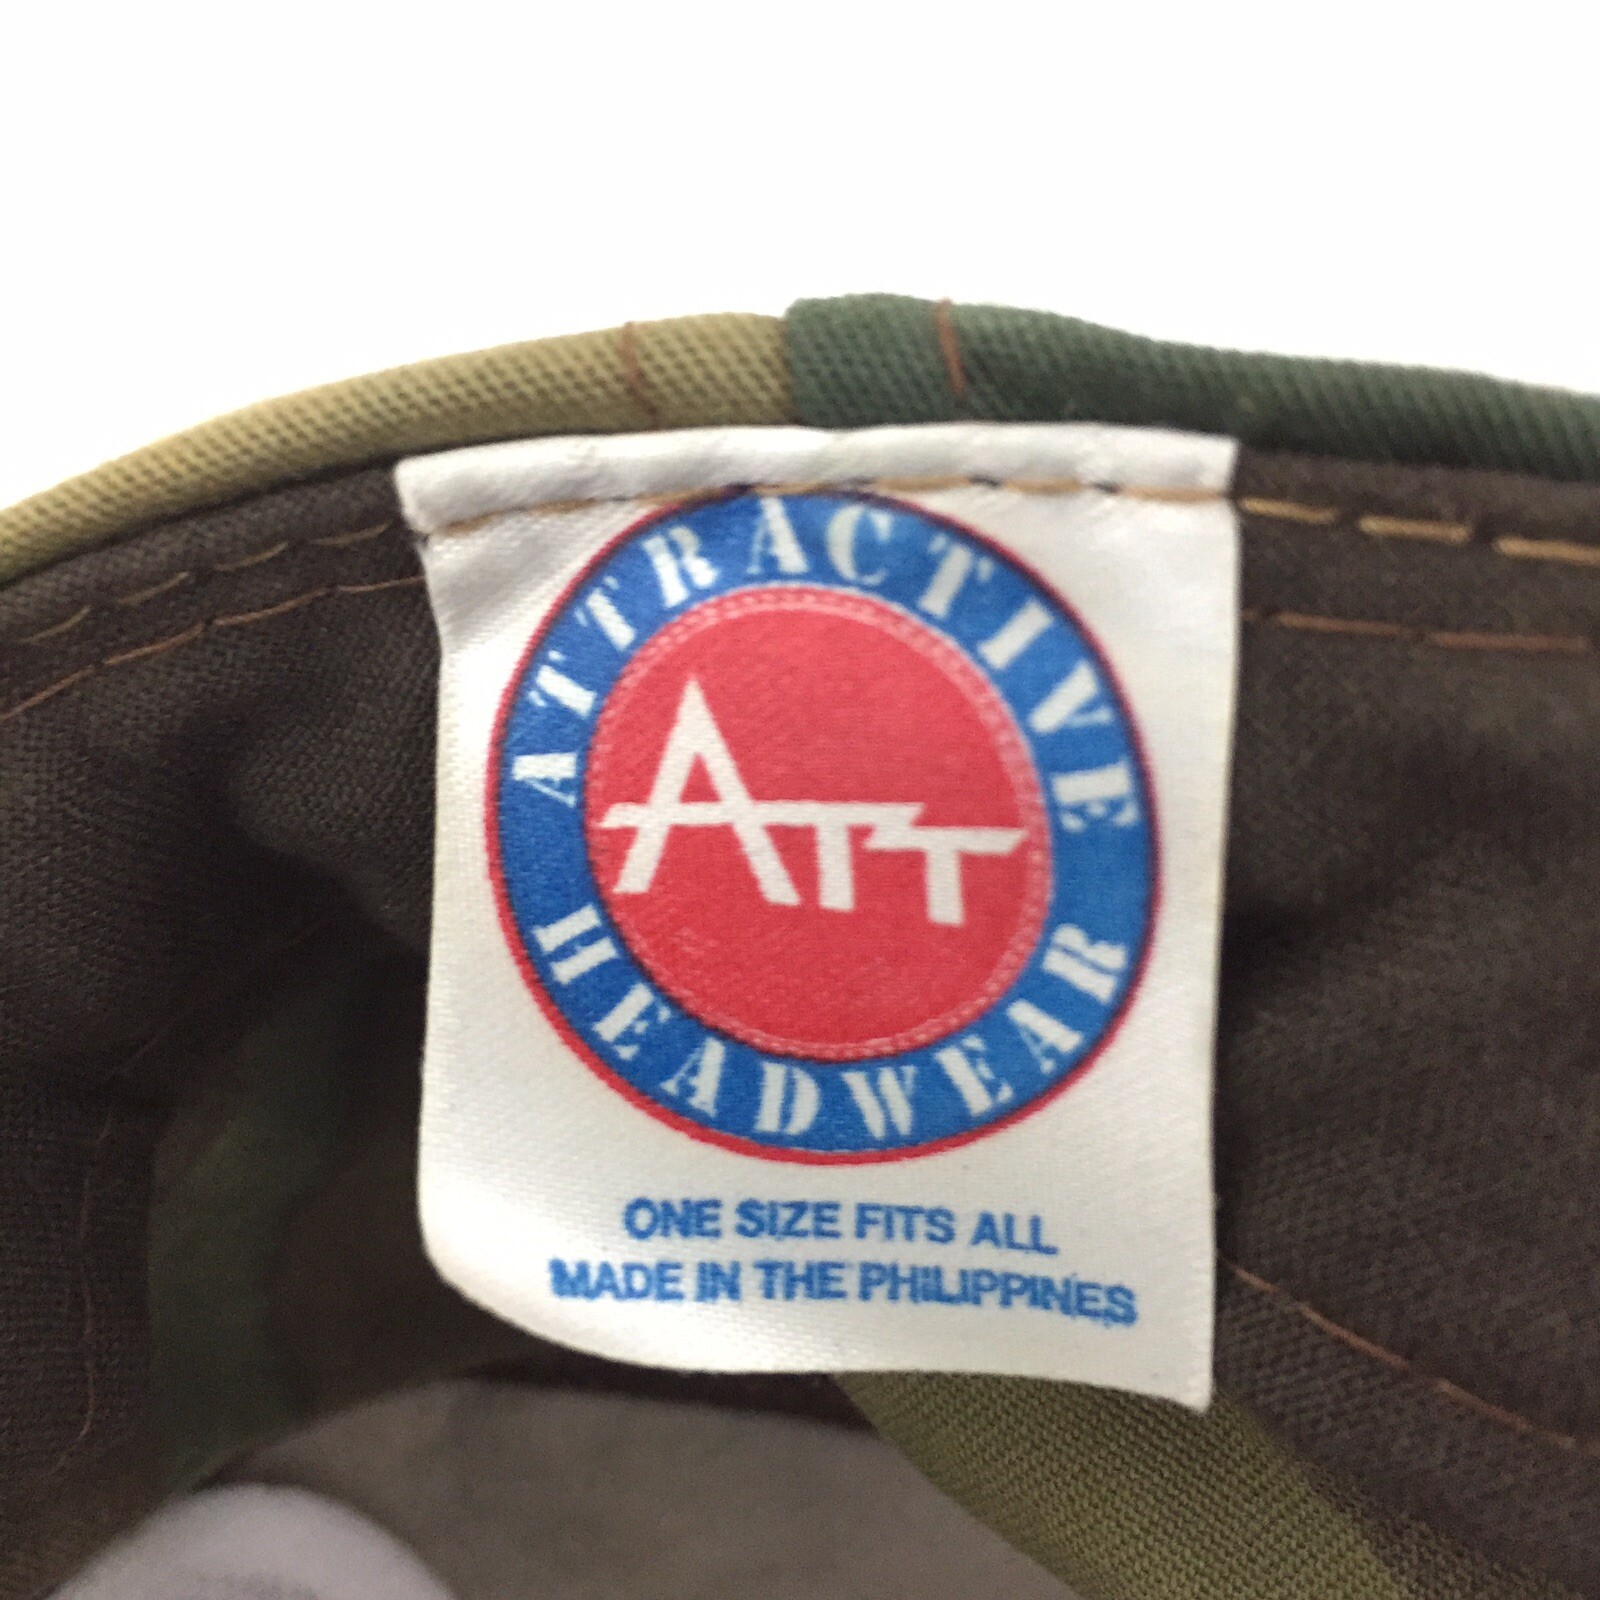 ATTRACTIVE
ATT
HEADWEAR
ONE SIZE FITS ALL
MADE IN THE PHILIPPINES